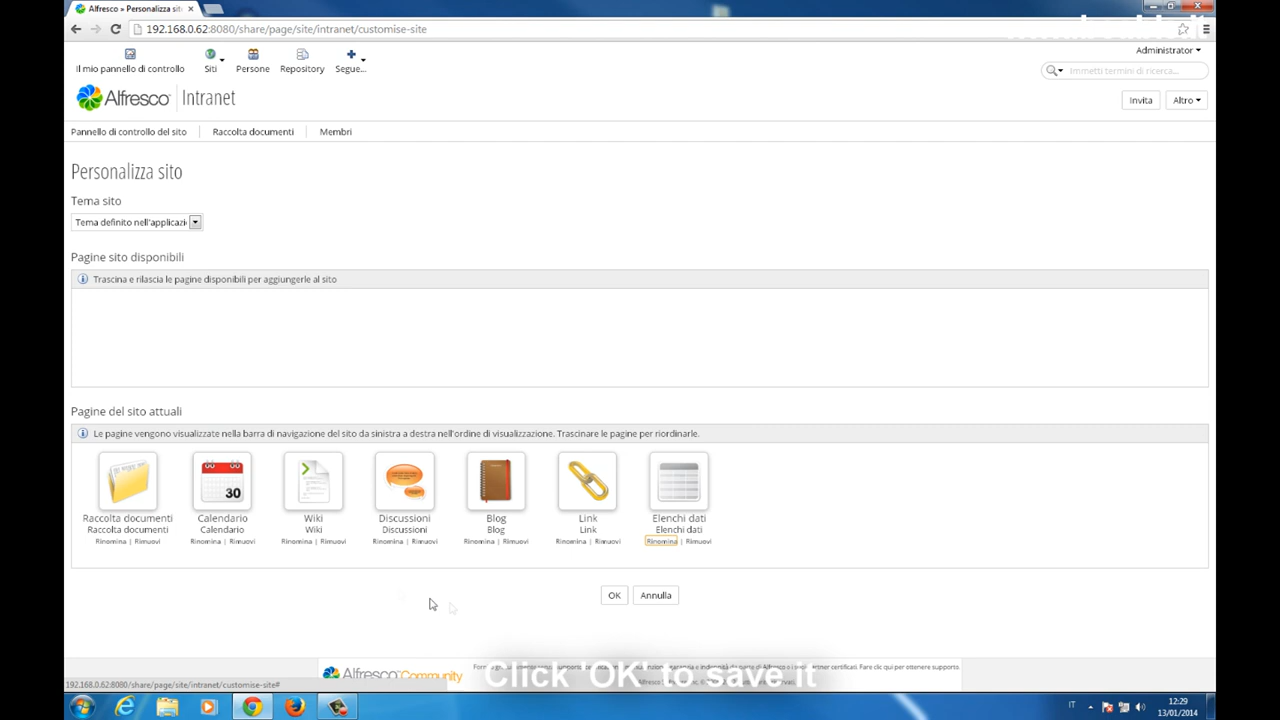 Alfresco » Personalizza sito
192.168.0.62:8080/share/page/site/intranet/customise-site
Administrator
Il mio pannello di controllo
Siti
Persone
Repository
Segue...
Immetti termini di ricerca...
Alfresco
Intranet
Invita
Altro
Pannello di controllo del sito
Raccolta documenti
Membri
Personalizza sito
Tema sito
Tema definito nell'applicazi
Pagine sito disponibili
Trascina e rilascia le pagine disponibili per aggiungerle al sito
Pagine del sito attuali
Le pagine vengono visualizzate nella barra di navigazione del sito da sinistra a destra nell'ordine di visualizzazione. Trascinare le pagine per riordinarle.
30
Raccolta documenti Calendario Wiki Discussioni Blog Link Elenchi dati
Raccolta documenti Calendario Wiki Discussioni Blog Link Elenchi dati
Rinomina | Rimuovi Rinomina | Rimuovi Rinomina | Rimuovi Rinomina | Rimuovi Rinomina | Rimuovi Rinomina | Rimuovi Rinomina | Rimuovi
OK
Annulla
Alfresco Community
Click 'OK' to save it
192.168.0.62:8080/share/page/site/intranet/customise-site#
IT
12:29
13/01/2014